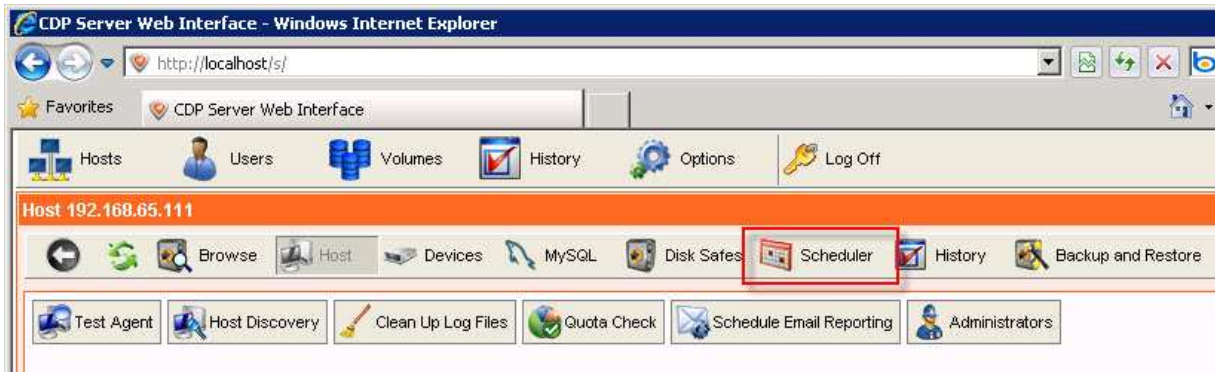 CDP Server Web Interface - Windows Internet Explorer
http://localhost/s/
Favorites CDP Server Web Interface
Hosts Users Volumes History Options Log Off
Host 192.168.65.111
Browse Host Devices MySQL Disk Safes Scheduler History Backup and Restore
Test Agent Host Discovery Clean Up Log Files Quota Check Schedule Email Reporting Administrators